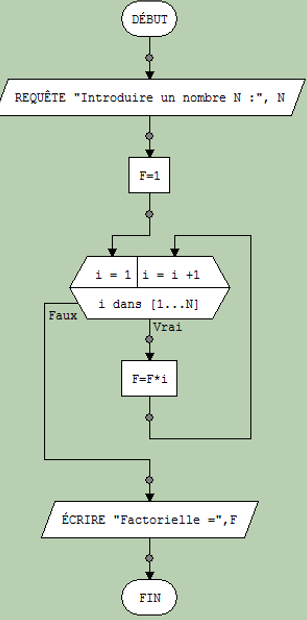 DÉBUT
REQUÊTE "Introduire un nombre N :", N
F=1
i = 1 i = i +1
i dans [1...N]
Faux
Vrai
F=F*i
ÉCRIRE "Factorielle =",F
FIN